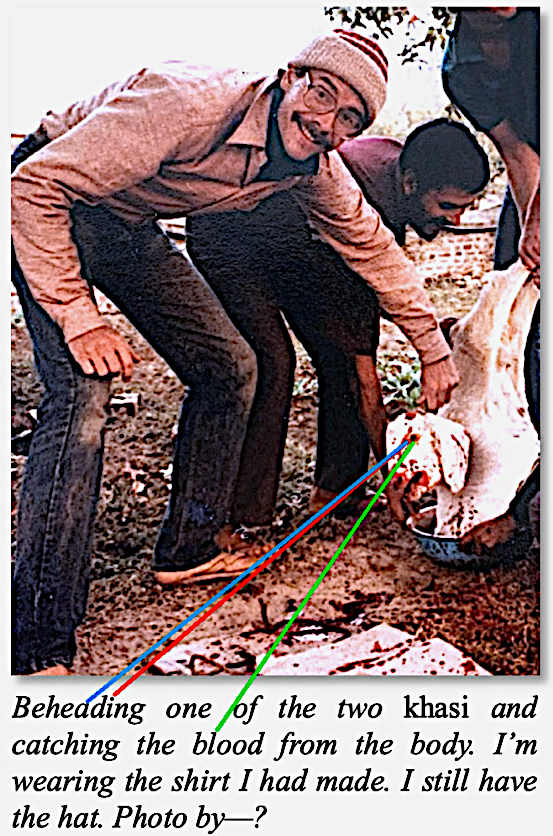 Beheading one of the two khasi and
catching the blood from the body. I'm
wearing the shirt I had made. I still have
the hat. Photo by—?